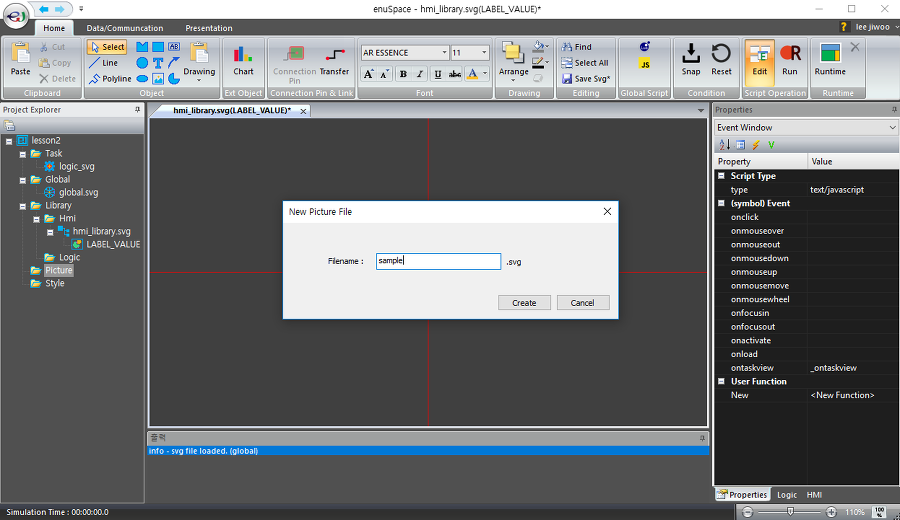 enuSpace - hmi_library.svg(LABEL_VALUE)*
Home Data/Communcation Presentation
? lee jiwoo
Paste Cut Copy Delete
Clipboard
Select Line Polyline AB T Drawing
Object
Chart
Ext Object
Connection Pin Transfer
Connection Pin & Link
AR ESSENCE 11
A A B I U abc A
Font
Arrange
Drawing
Find
Select All
Save Svg*
Editing
JS
Global Script
Snap Reset
Condition
Edit Run
Script Operation
Runtime
Runtime
Project Explorer
lesson2
Task
logic_svg
Global
global.svg
Library
Hmi
hmi_library.svg
LABEL_VALUE
Logic
Picture
Style
hmi_library.svg(LABEL_VALUE)*
New Picture File
Filename : sample .svg
Create Cancel
출력
info - svg file loaded. (global)
Properties
Event Window
Property Value
Script Type
type text/javascript
(symbol) Event
onclick
onmouseover
onmouseout
onmousedown
onmouseup
onmousemove
onmousewheel
onfocusin
onfocusout
onactivate
onload
ontaskview _ontaskview
User Function
New <New Function>
Properties Logic HMI
Simulation Time : 00:00:00.0
110% 100 %